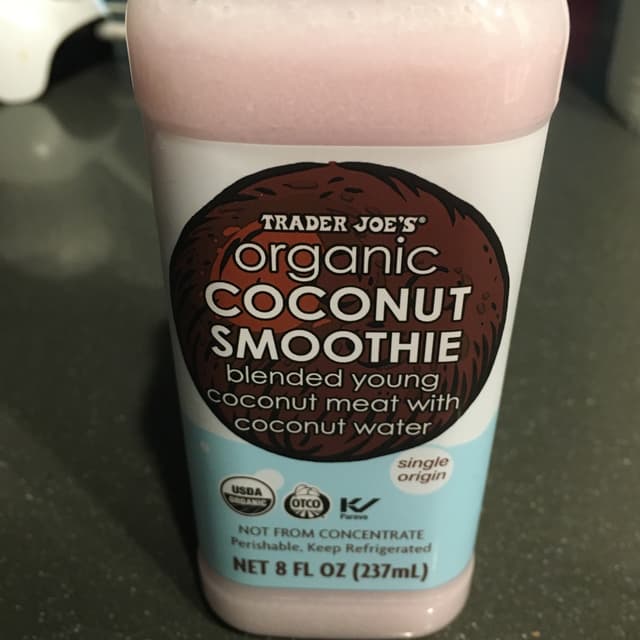 TRADER JOE'S®
organic
COCONUT
SMOOTHIE
blended young
coconut meat with
coconut water
single
origin
USDA
ORGANIC
OTCO
KV
Pareve
NOT FROM CONCENTRATE
Perishable, Keep Refrigerated
NET 8 FL OZ (237mL)